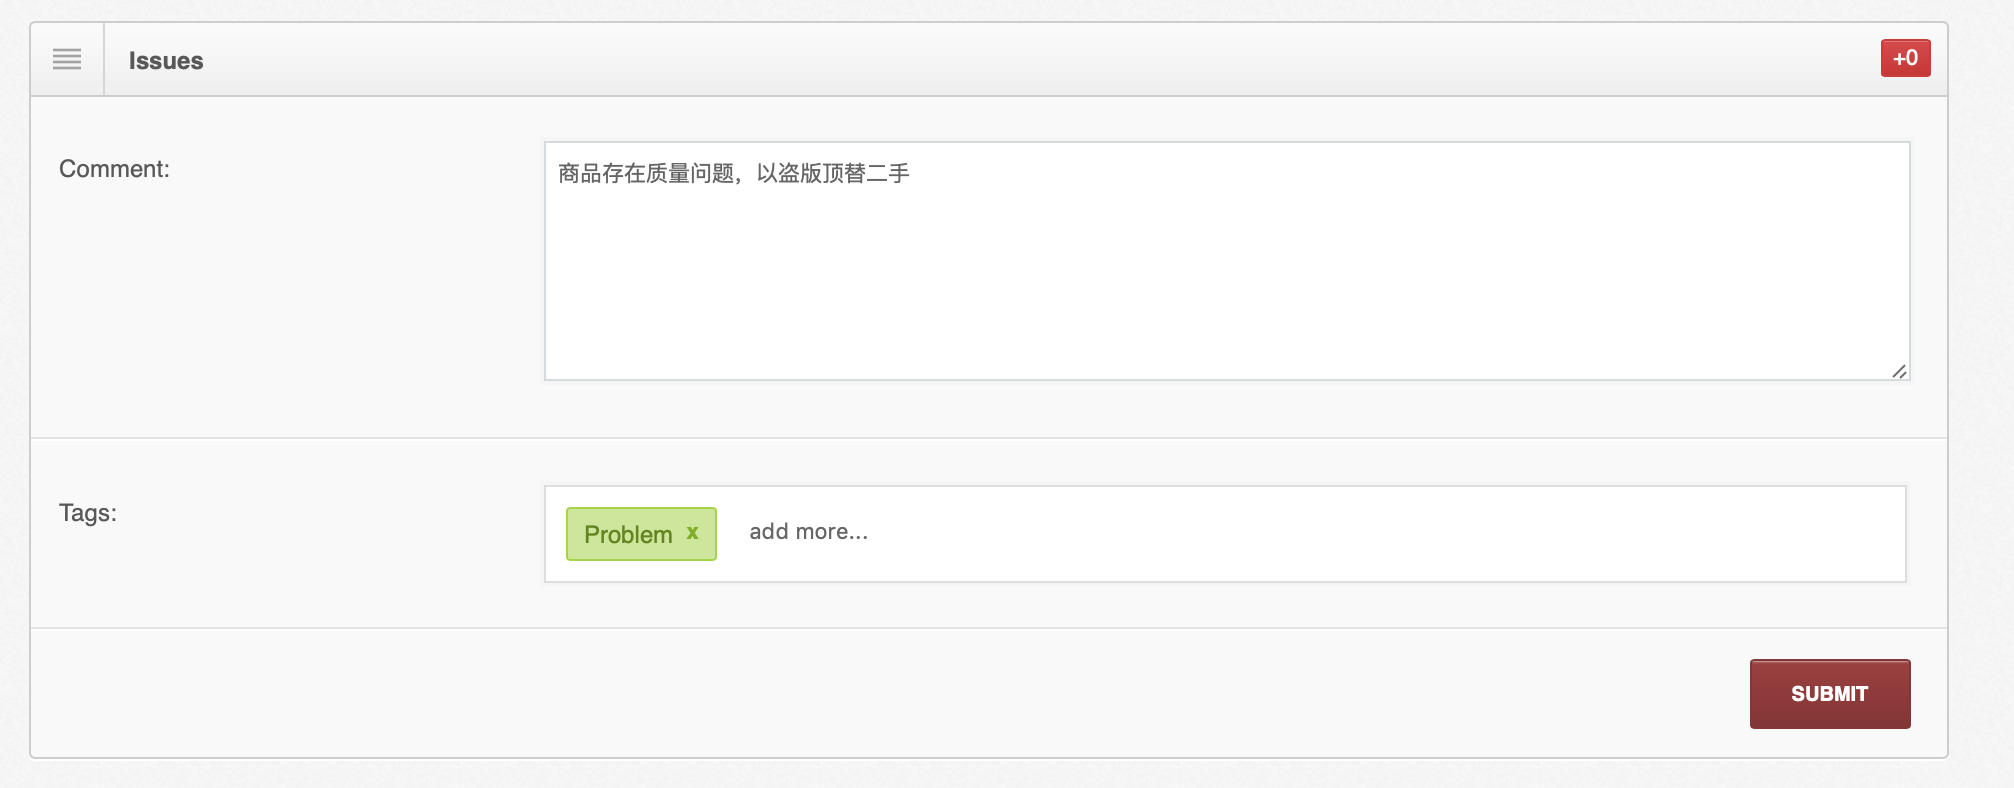 Issues
+0
Comment:
商品存在质量问题，以盗版顶替二手
Tags:
Problem x
add more...
SUBMIT